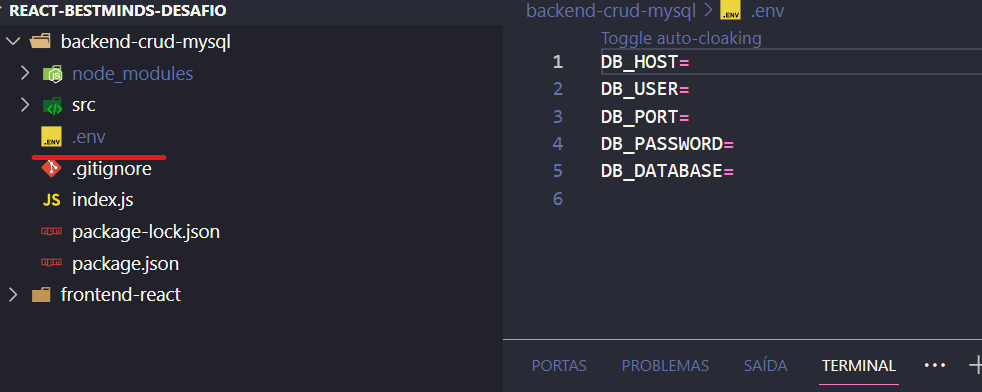 REACT-BESTMINDS-DESAFIO
backend-crud-mysql
node_modules
src
.ENV .env
.gitignore
JS index.js
npm package-lock.json
npm package.json
frontend-react
backend-crud-mysql > .ENV .env
Toggle auto-cloaking
1 DB_HOST=
2 DB_USER=
3 DB_PORT=
4 DB_PASSWORD=
5 DB_DATABASE=
6
PORTAS PROBLEMAS SAÍDA TERMINAL ··· +